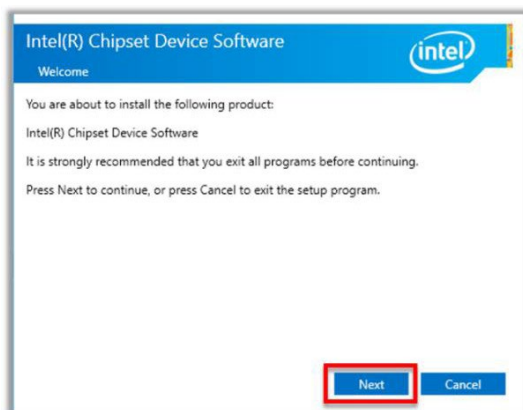 Intel(R) Chipset Device Software
intel
Welcome
You are about to install the following product:
Intel(R) Chipset Device Software
It is strongly recommended that you exit all programs before continuing.
Press Next to continue, or press Cancel to exit the setup program.
Next
Cancel